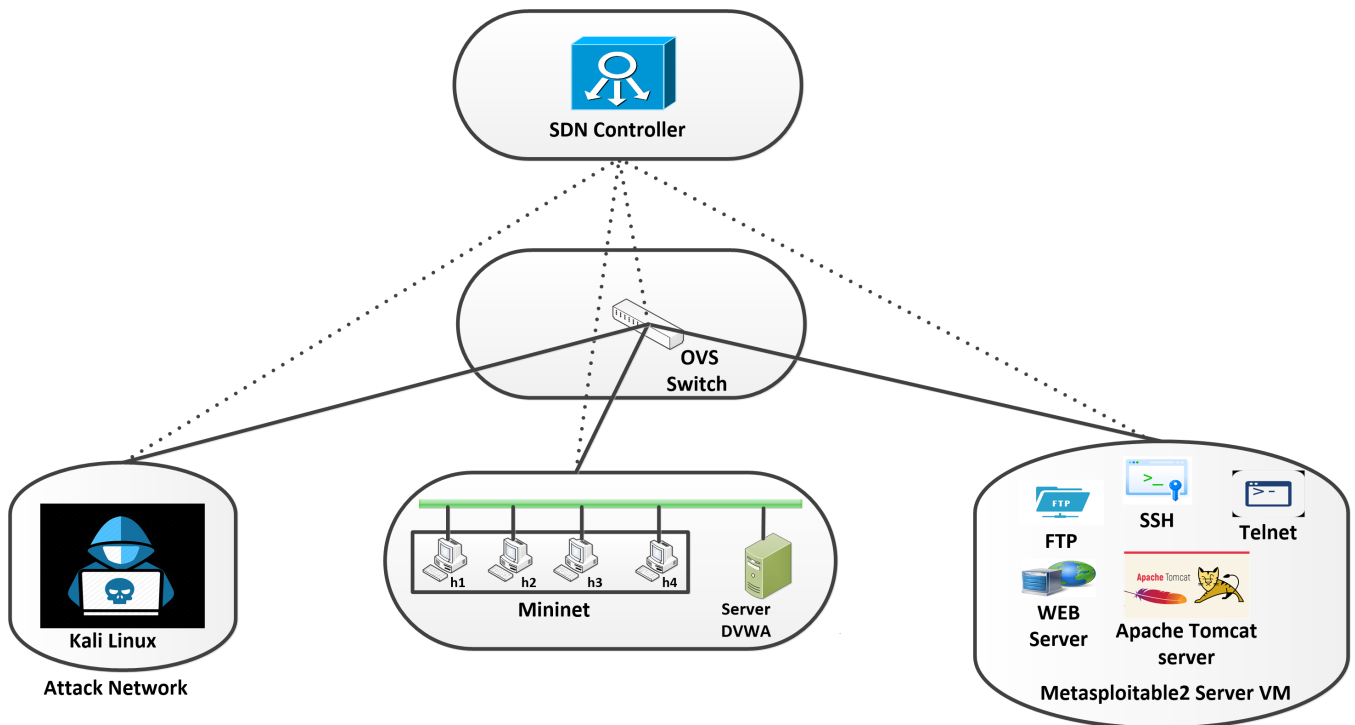 SDN Controller
OVS
Switch
Kali Linux
Attack Network
h1
h2
h3
h4
Mininet
Server
DVWA
FTP
FTP
>_
SSH
>-
Telnet
WEB
Server
Apache Tomcat
Apache Tomcat
server
Metasploitable2 Server VM